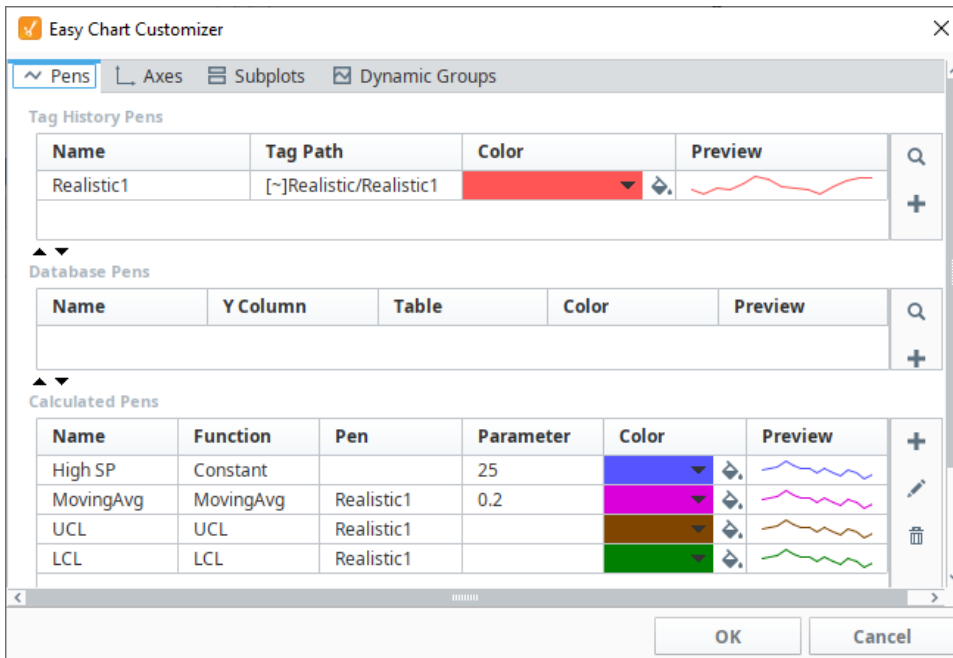 Easy Chart Customizer
Pens Axes Subplots Dynamic Groups
Tag History Pens
Name Tag Path Color Preview
Realistic1 [~]Realistic/Realistic1
Database Pens
Name Y Column Table Color Preview
Calculated Pens
Name Function Pen Parameter Color Preview
High SP Constant 25
MovingAvg MovingAvg Realistic1 0.2
UCL UCL Realistic1
LCL LCL Realistic1
OK Cancel